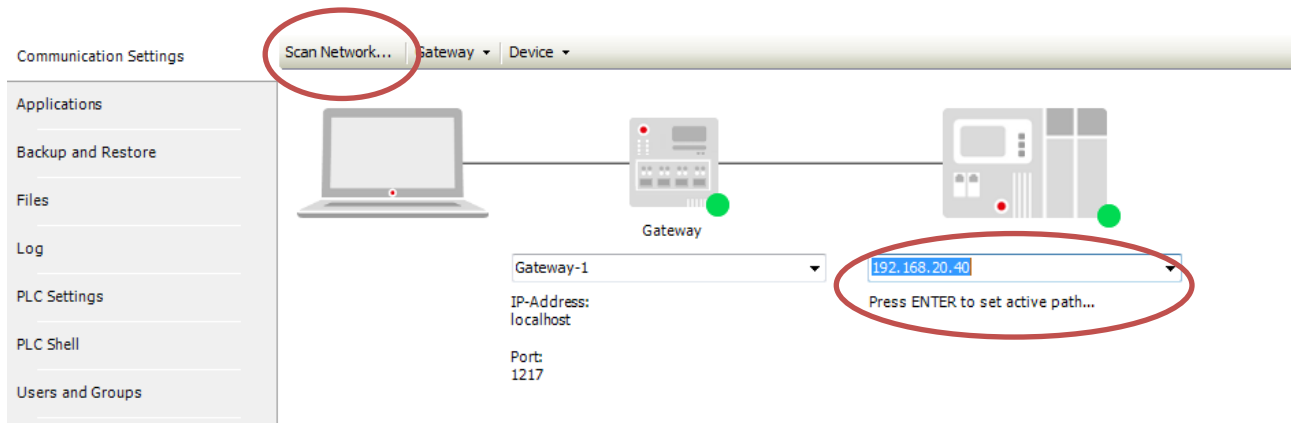 Communication Settings
Scan Network...
Gateway
Device
Applications
Backup and Restore
Files
Log
PLC Settings
PLC Shell
Users and Groups
Gateway
Gateway-1
IP-Address:
localhost
Port:
1217
192.168.20.40
Press ENTER to set active path...